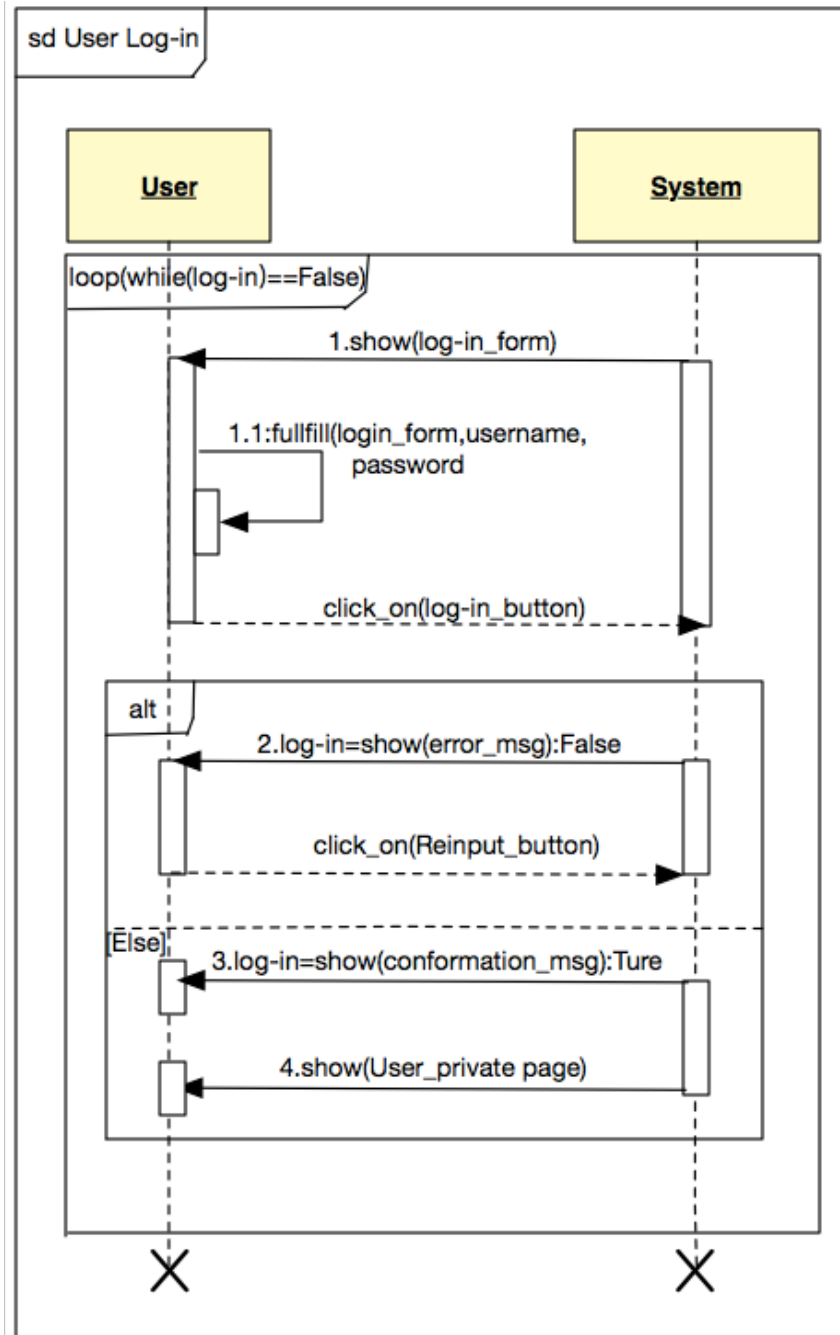 sd User Log-in
User
System
loop(while(log-in)==False)
1.show(log-in_form)
1.1:fullfill(login_form,username,
password
click_on(log-in_button)
alt
2.log-in=show(error_msg):False
click_on(Reinput_button)
[Else]
3.log-in=show(conformation_msg):Ture
4.show(User_private page)